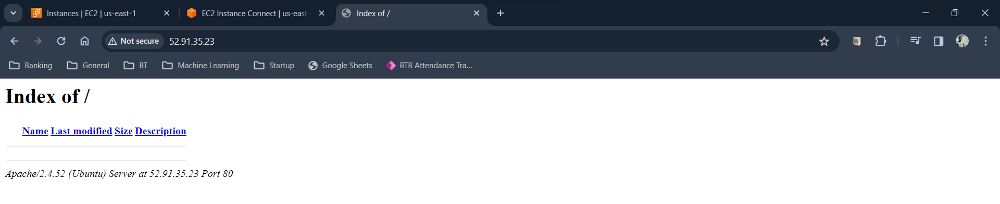 Instances | EC2 | us-east-1
EC2 Instance Connect | us-east-
Index of /
Not secure
52.91.35.23
Banking
General
BT
Machine Learning
Startup
Google Sheets
BTB Attendance Tra...
Index of /
Name Last modified Size Description
Apache/2.4.52 (Ubuntu) Server at 52.91.35.23 Port 80